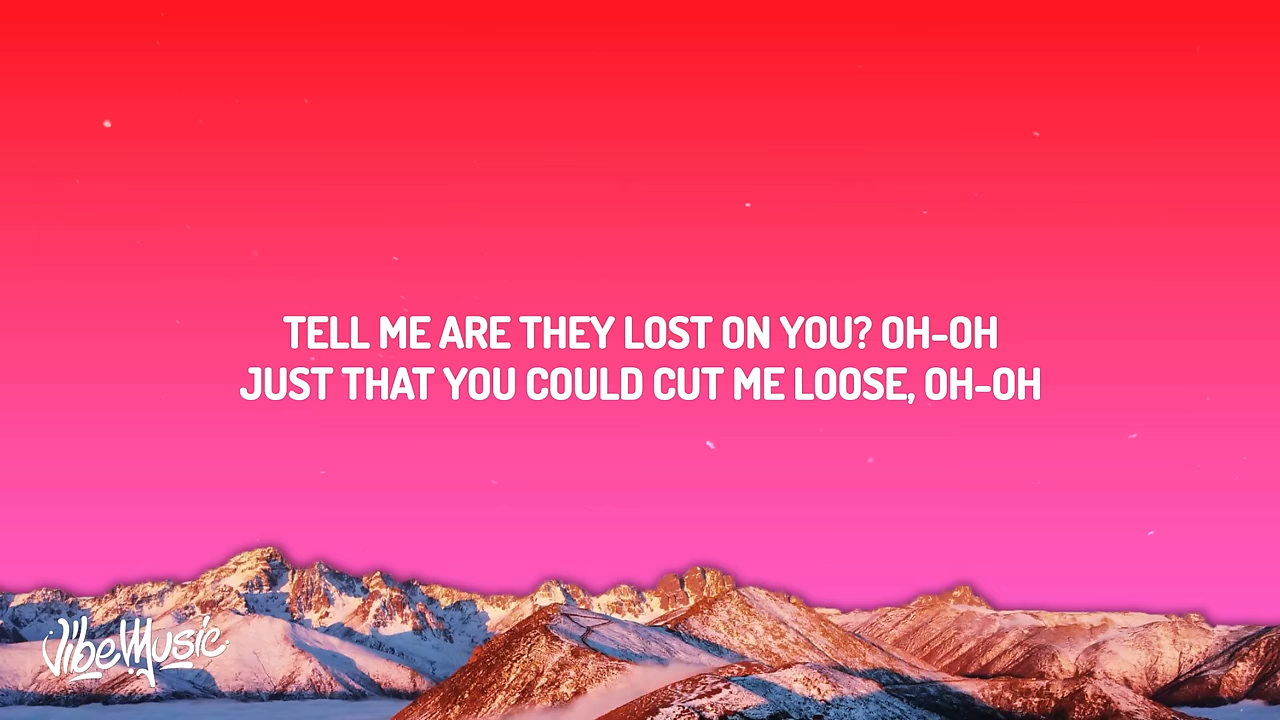 TELL ME ARE THEY LOST ON YOU? OH-OH
JUST THAT YOU COULD CUT ME LOOSE, OH-OH
VibeMusic